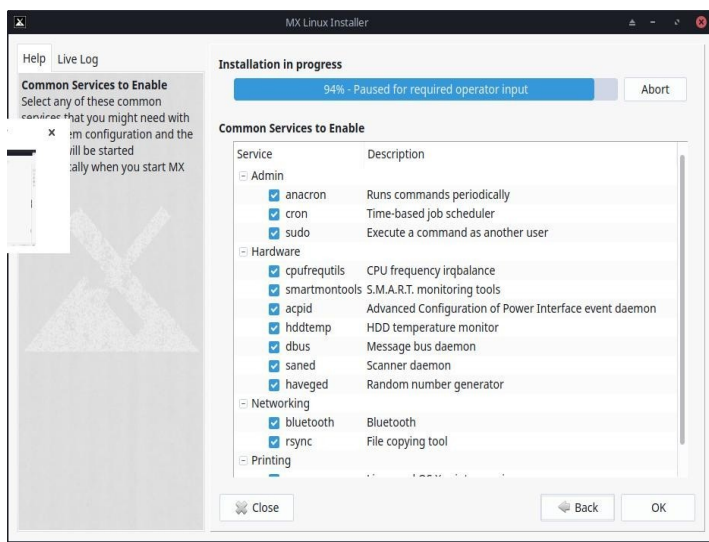 MX Linux Installer
Help Live Log
Common Services to Enable
Select any of these common
services that you might need with
em configuration and the
will be started
cally when you start MX
x
Installation in progress
94% - Paused for required operator input
Abort
Common Services to Enable
Service Description
Admin
anacron Runs commands periodically
cron Time-based job scheduler
sudo Execute a command as another user
Hardware
cpufrequtils CPU frequency irqbalance
smartmontools S.M.A.R.T. monitoring tools
acpid Advanced Configuration of Power Interface event daemon
hddtemp HDD temperature monitor
dbus Message bus daemon
saned Scanner daemon
haveged Random number generator
Networking
bluetooth Bluetooth
rsync File copying tool
Printing
Close
Back
OK